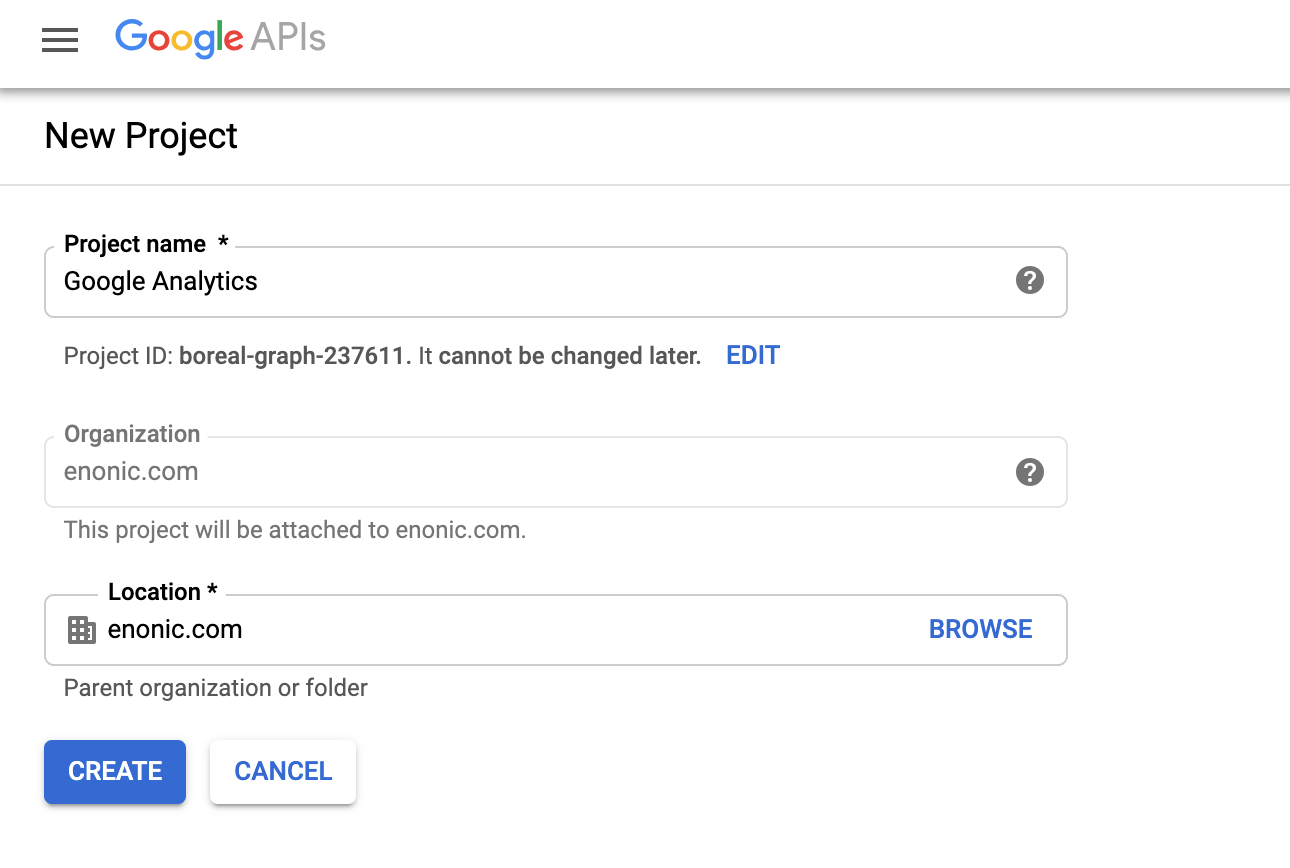 Google APIs
New Project
Project name *
Google Analytics
Project ID: boreal-graph-237611. It cannot be changed later. EDIT
Organization
enonic.com
This project will be attached to enonic.com.
Location *
enonic.com BROWSE
Parent organization or folder
CREATE CANCEL